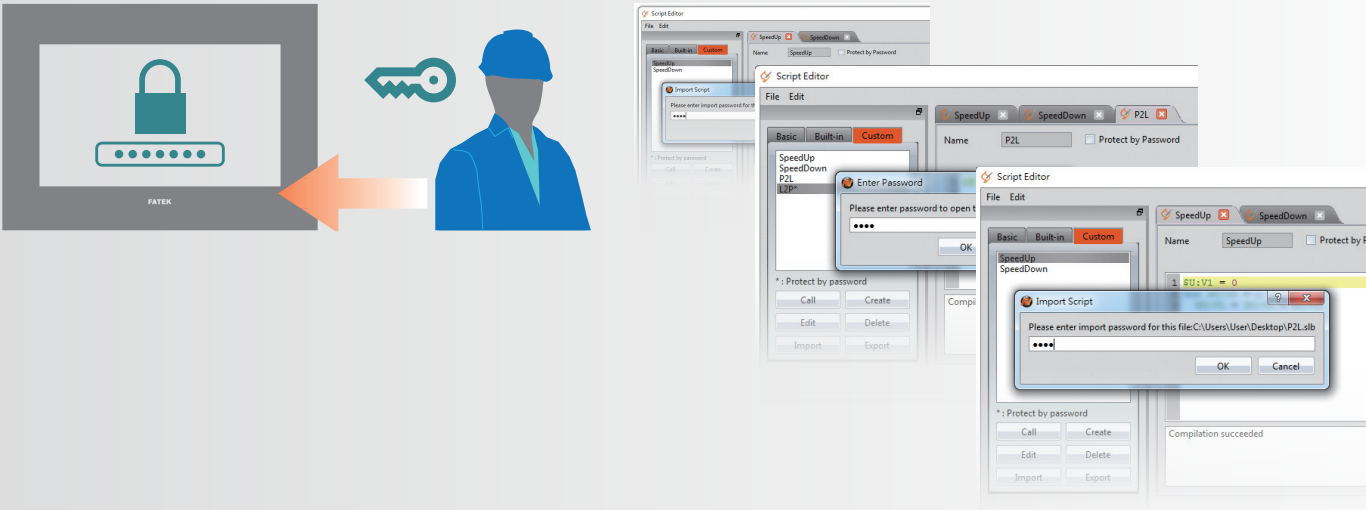 FATEK
Script Editor
File Edit
Basic Built-in Custom
SpeedUp
SpeedDown
SpeedUp SpeedDown
Name SpeedUp Protect by Password
Import Script
Please enter import password for th
* : Protect by password
Call Create
Script Editor
File Edit
Basic Built-in Custom
SpeedUp
SpeedDown
P2L
L2P*
SpeedUp SpeedDown P2L
Name P2L Protect by Password
Enter Password
Please enter password to open t
OK
* : Protect by password
Call Create
Edit Delete
Import Export
Compil
Script Editor
File Edit
Basic Built-in Custom
SpeedUp
SpeedDown
SpeedUp SpeedDown
Name SpeedUp Protect by P
1 $U:V1 = 0
Import Script
Please enter import password for this file:C:\Users\User\Desktop\P2L.slb
OK Cancel
* : Protect by password
Call Create
Edit Delete
Import Export
Compilation succeeded